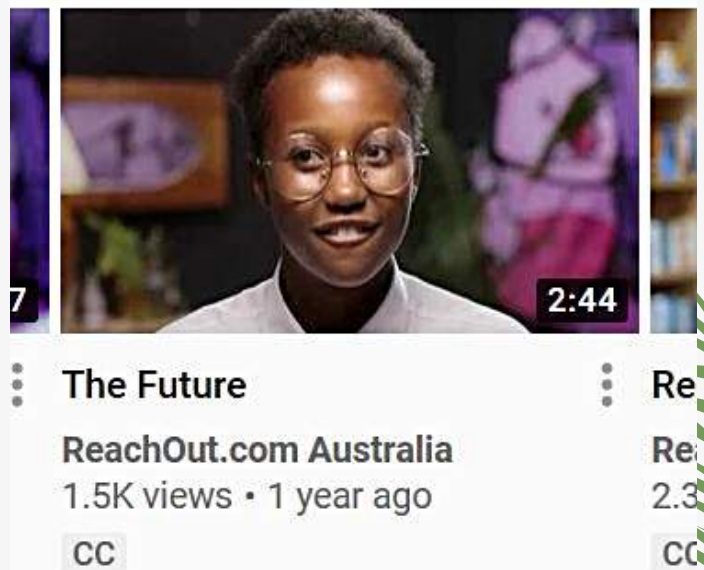 7
2:44
The Future
Re
ReachOut.com Australia
Rea
1.5K views • 1 year ago
2.3
CC
CC